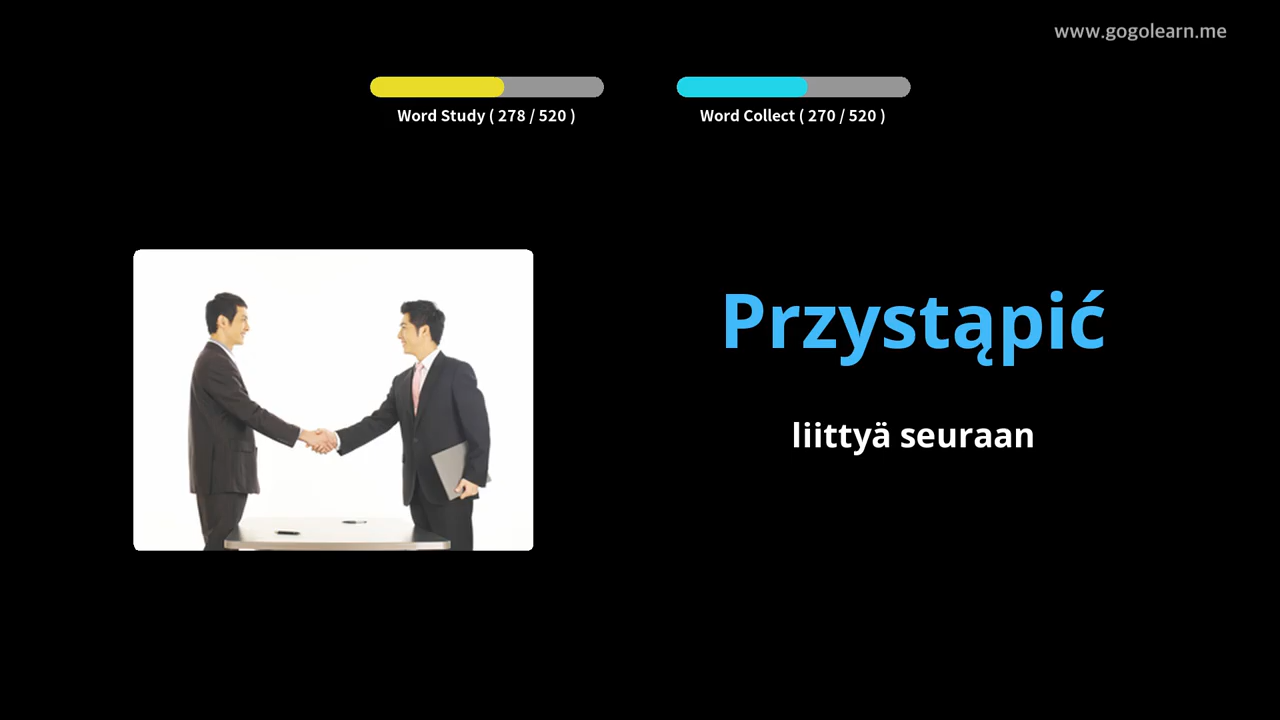 www.gogolearn.me
Word Study ( 278 / 520 )
Word Collect ( 270 / 520 )
Przystąpić
liittyä seuraan